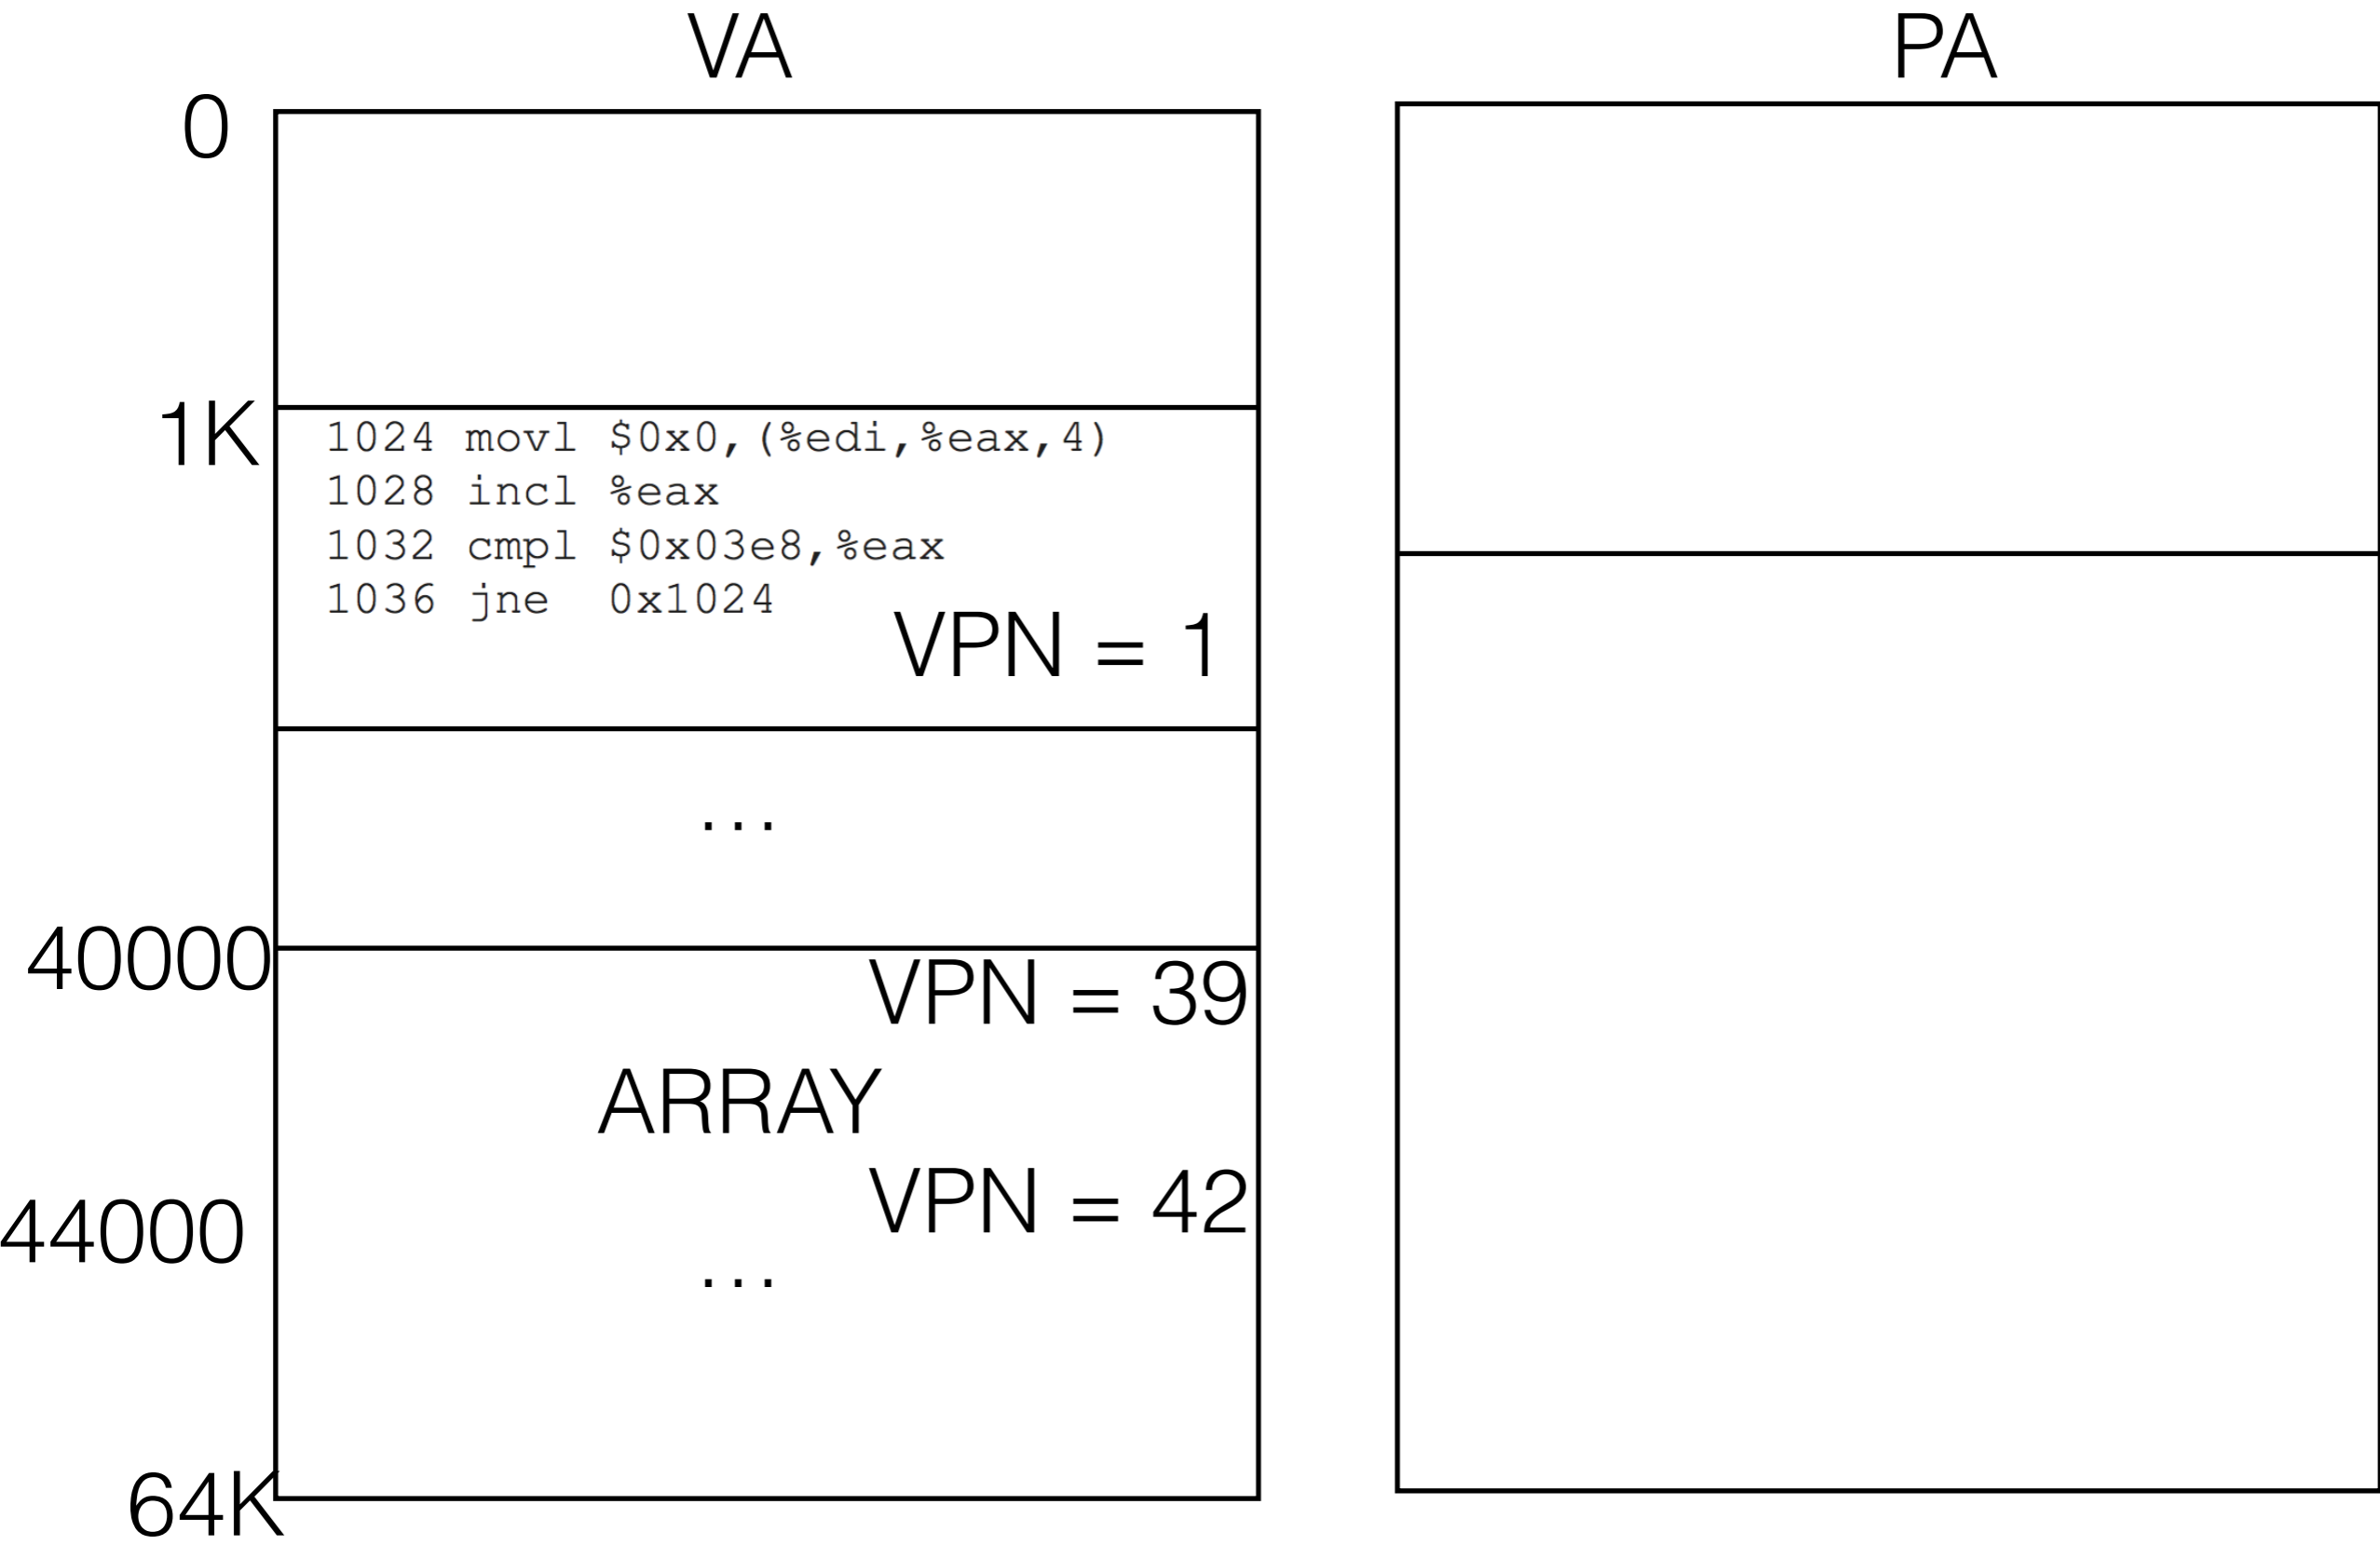 VA
PA
0
1K
1024 movl $0x0,(%edi,%eax,4)
1028 incl %eax
1032 cmpl $0x03e8,%eax
1036 jne 0x1024
VPN = 1
...
40000
VPN = 39
ARRAY
VPN = 42
44000
...
64K